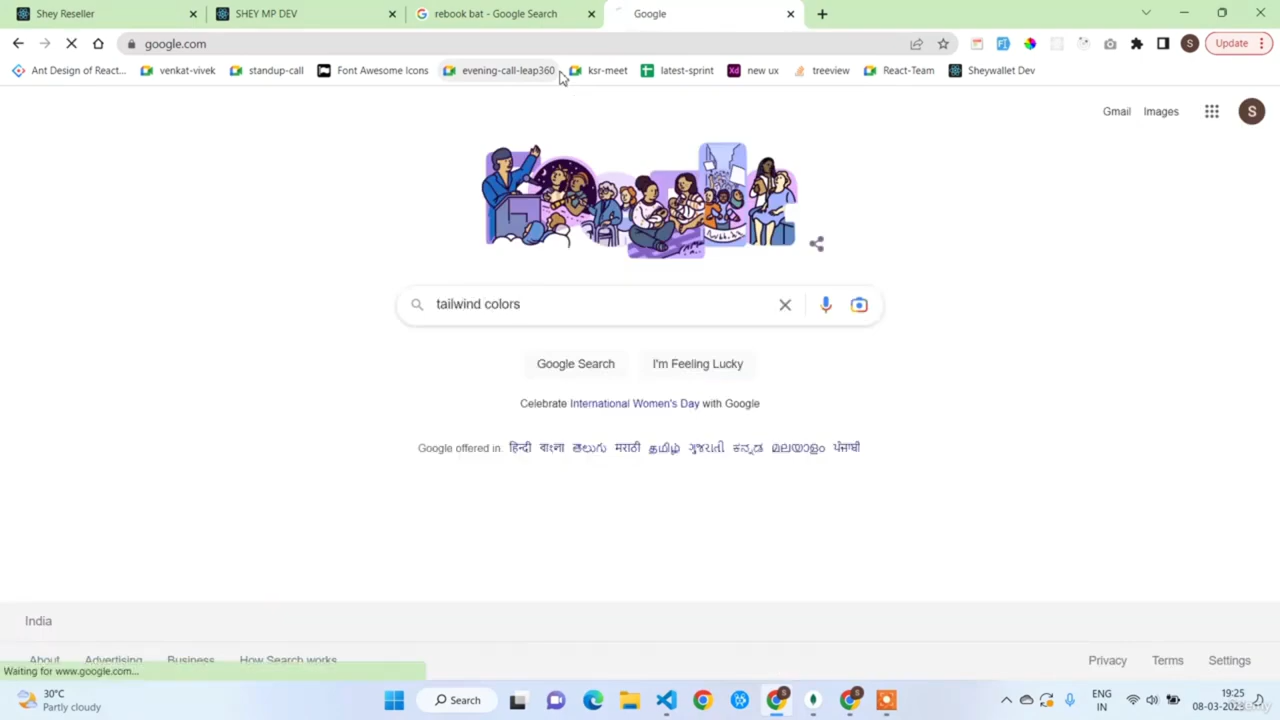 Shey Reseller
SHEY MP DEV
rebook bat - Google Search
Google
google.com
Update
Ant Design of React...
venkat-vivek
standup-call
Font Awesome Icons
evening-call-leap360
ksr-meet
latest-sprint
Xd new ux
treeview
React-Team
Sheywallet Dev
Gmail
Images
S
tailwind colors
Google Search
I'm Feeling Lucky
Celebrate International Women's Day with Google
Google offered in: हिन्दी বাংলা తెలుగు मराठी தமிழ் ગુજરાતી ಕನ್ನಡ മലയാളം ਪੰਜਾਬੀ
India
About
Advertising
Business
How Search works
Privacy
Terms
Settings
Waiting for www.google.com...
30°C
Partly cloudy
Search
ENG
IN
19:25